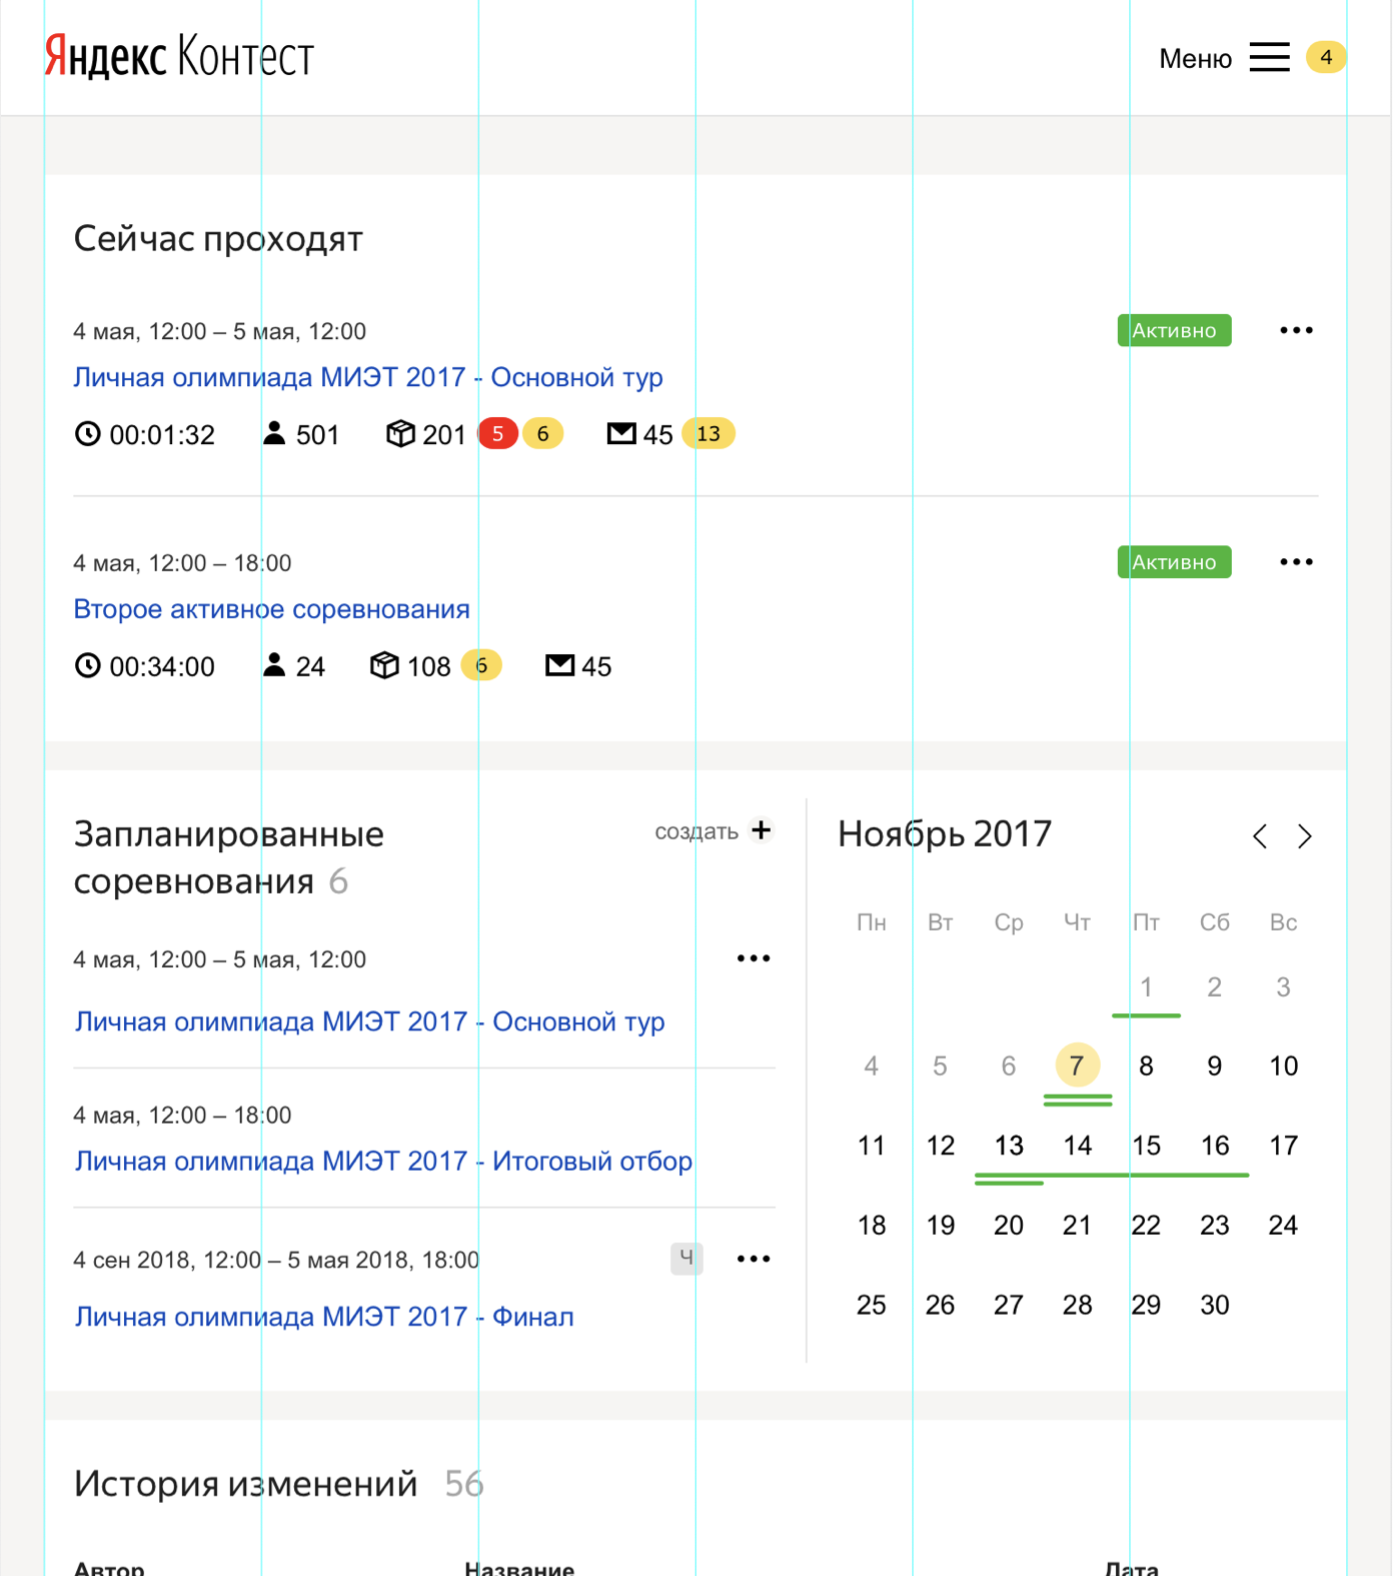 Яндекс Контест
Меню 4
Сейчас проходят
4 мая, 12:00 – 5 мая, 12:00 Активно
Личная олимпиада МИЭТ 2017 - Основной тур
00:01:32 501 201 5 6 45 13
4 мая, 12:00 – 18:00 Активно
Второе активное соревнования
00:34:00 24 108 6 45
Запланированные
соревнования 6
создать +
4 мая, 12:00 – 5 мая, 12:00
Личная олимпиада МИЭТ 2017 - Основной тур
4 мая, 12:00 – 18:00
Личная олимпиада МИЭТ 2017 - Итоговый отбор
4 сен 2018, 12:00 – 5 мая 2018, 18:00 Ч
Личная олимпиада МИЭТ 2017 - Финал
Ноябрь 2017
Пн Вт Ср Чт Пт Сб Вс
1 2 3
4 5 6 7 8 9 10
11 12 13 14 15 16 17
18 19 20 21 22 23 24
25 26 27 28 29 30
История изменений 56
Автор Название Дата